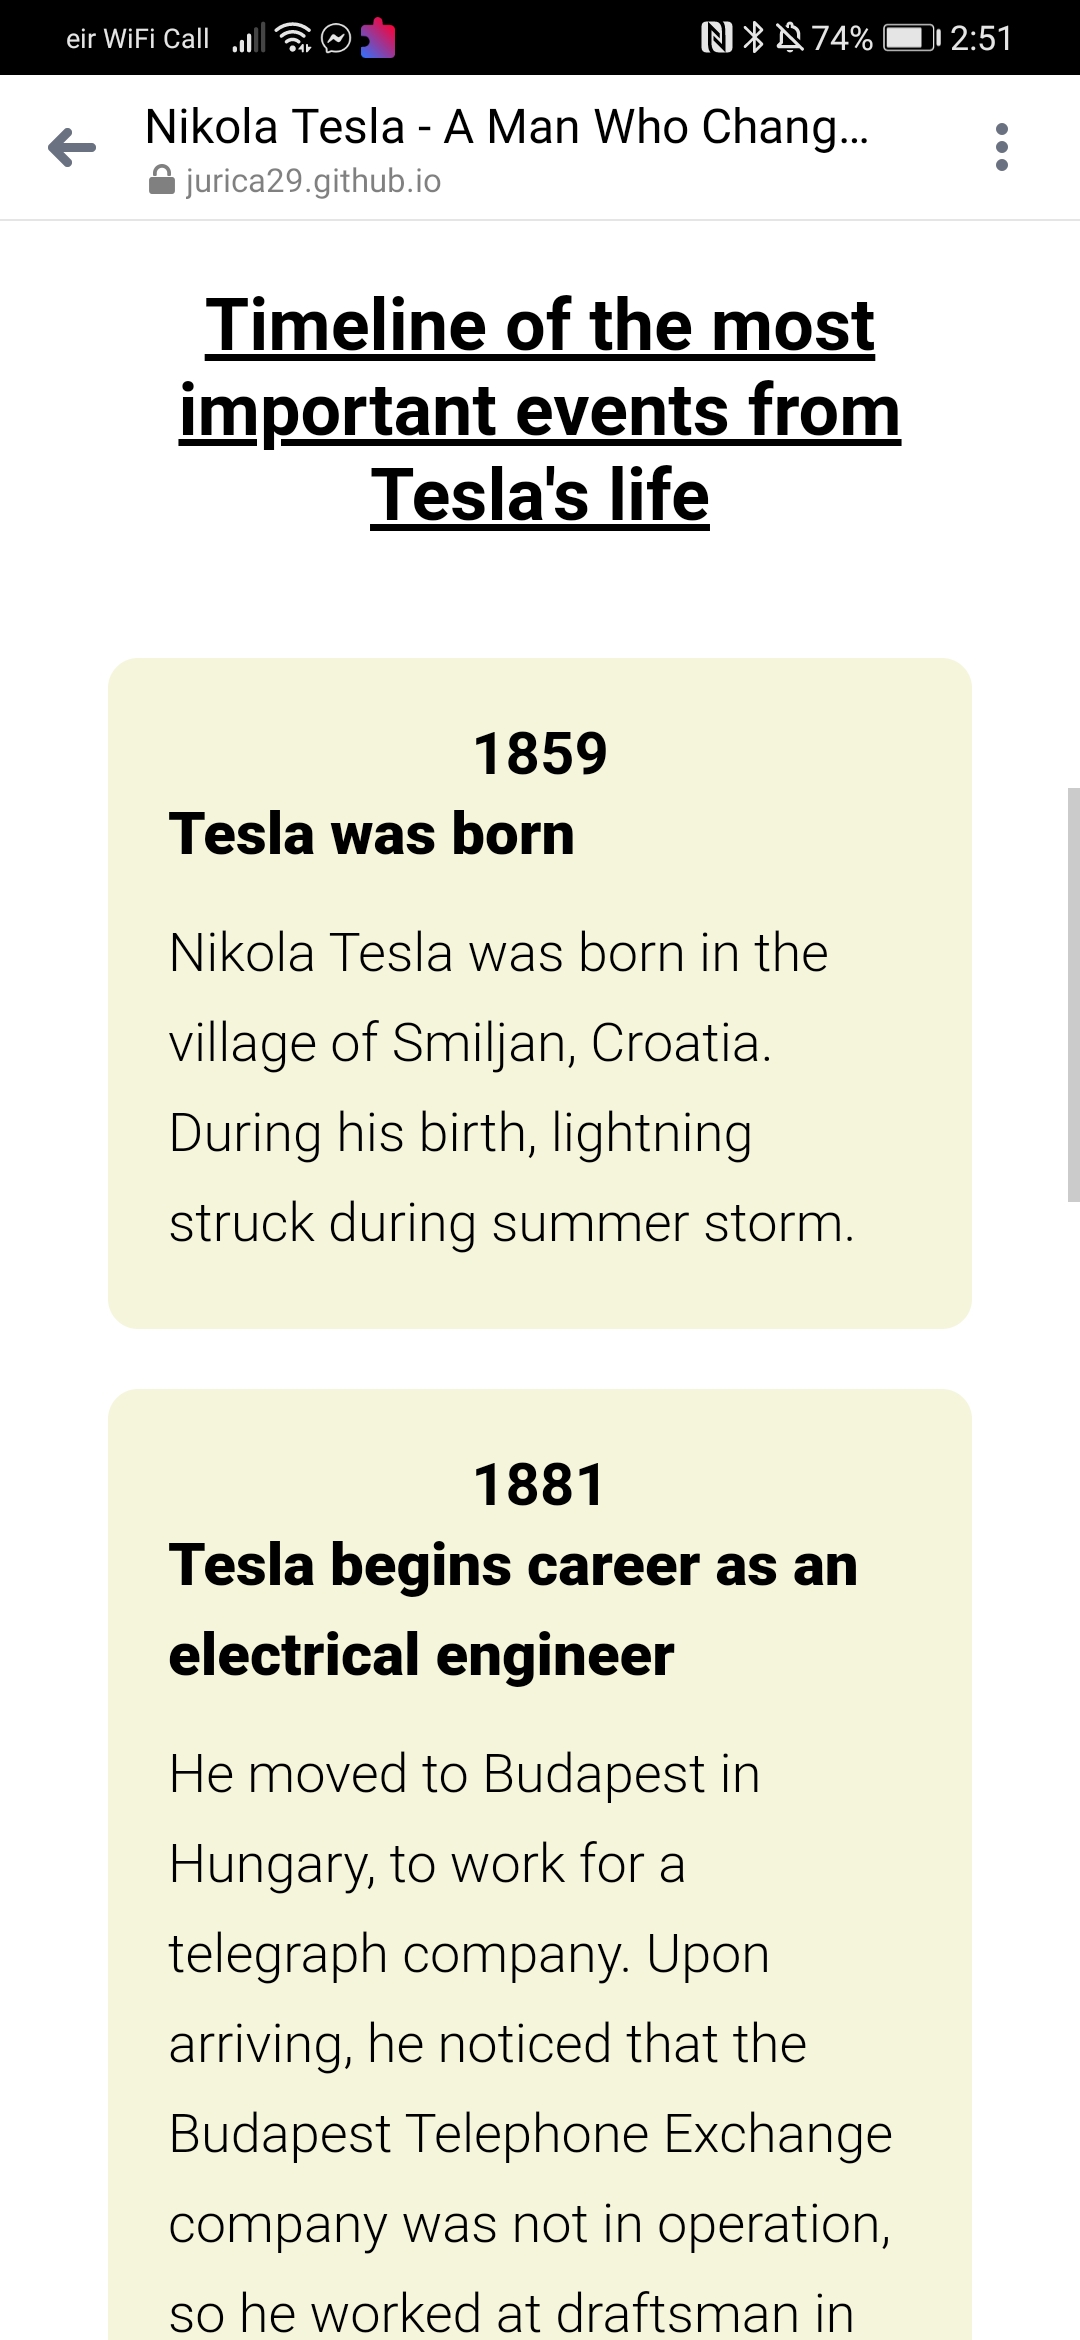 eir WiFi Call 74% 2:51
Nikola Tesla - A Man Who Chang...
jurica29.github.io
Timeline of the most
important events from
Tesla's life
1859
Tesla was born
Nikola Tesla was born in the
village of Smiljan, Croatia.
During his birth, lightning
struck during summer storm.
1881
Tesla begins career as an
electrical engineer
He moved to Budapest in
Hungary, to work for a
telegraph company. Upon
arriving, he noticed that the
Budapest Telephone Exchange
company was not in operation,
so he worked at draftsman in